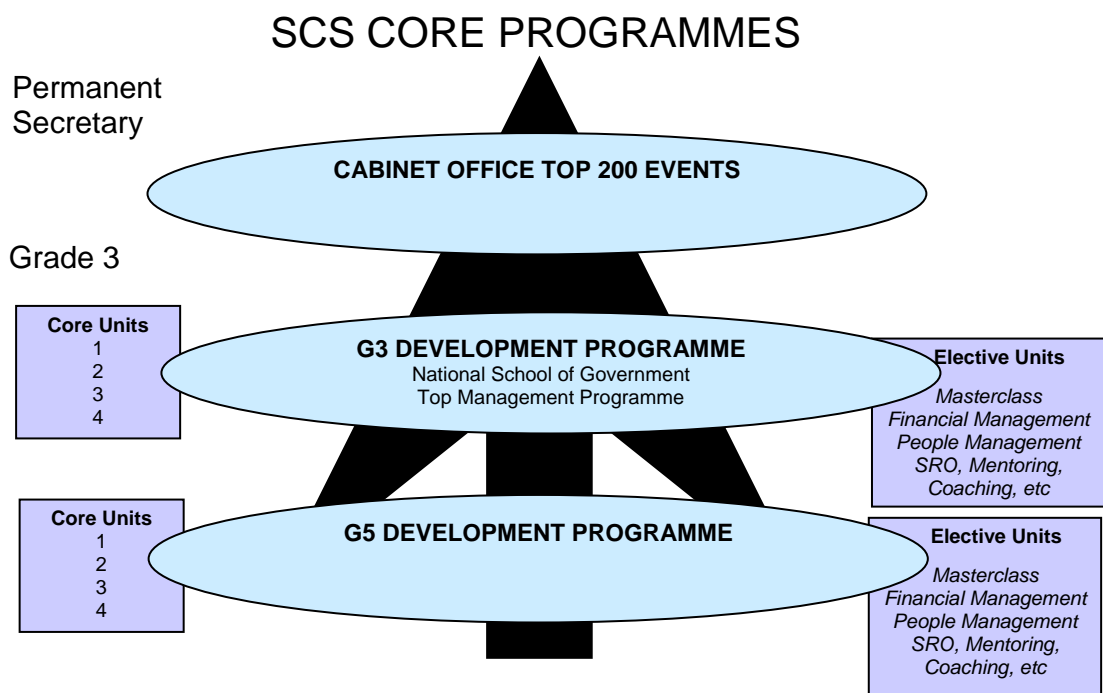 SCS CORE PROGRAMMES
Permanent
Secretary
CABINET OFFICE TOP 200 EVENTS
Grade 3
Core Units
1
2
3
4
G3 DEVELOPMENT PROGRAMME
National School of Government
Top Management Programme
Elective Units
Masterclass
Financial Management
People Management
SRO, Mentoring,
Coaching, etc
Core Units
1
2
3
4
G5 DEVELOPMENT PROGRAMME
Elective Units
Masterclass
Financial Management
People Management
SRO, Mentoring,
Coaching, etc